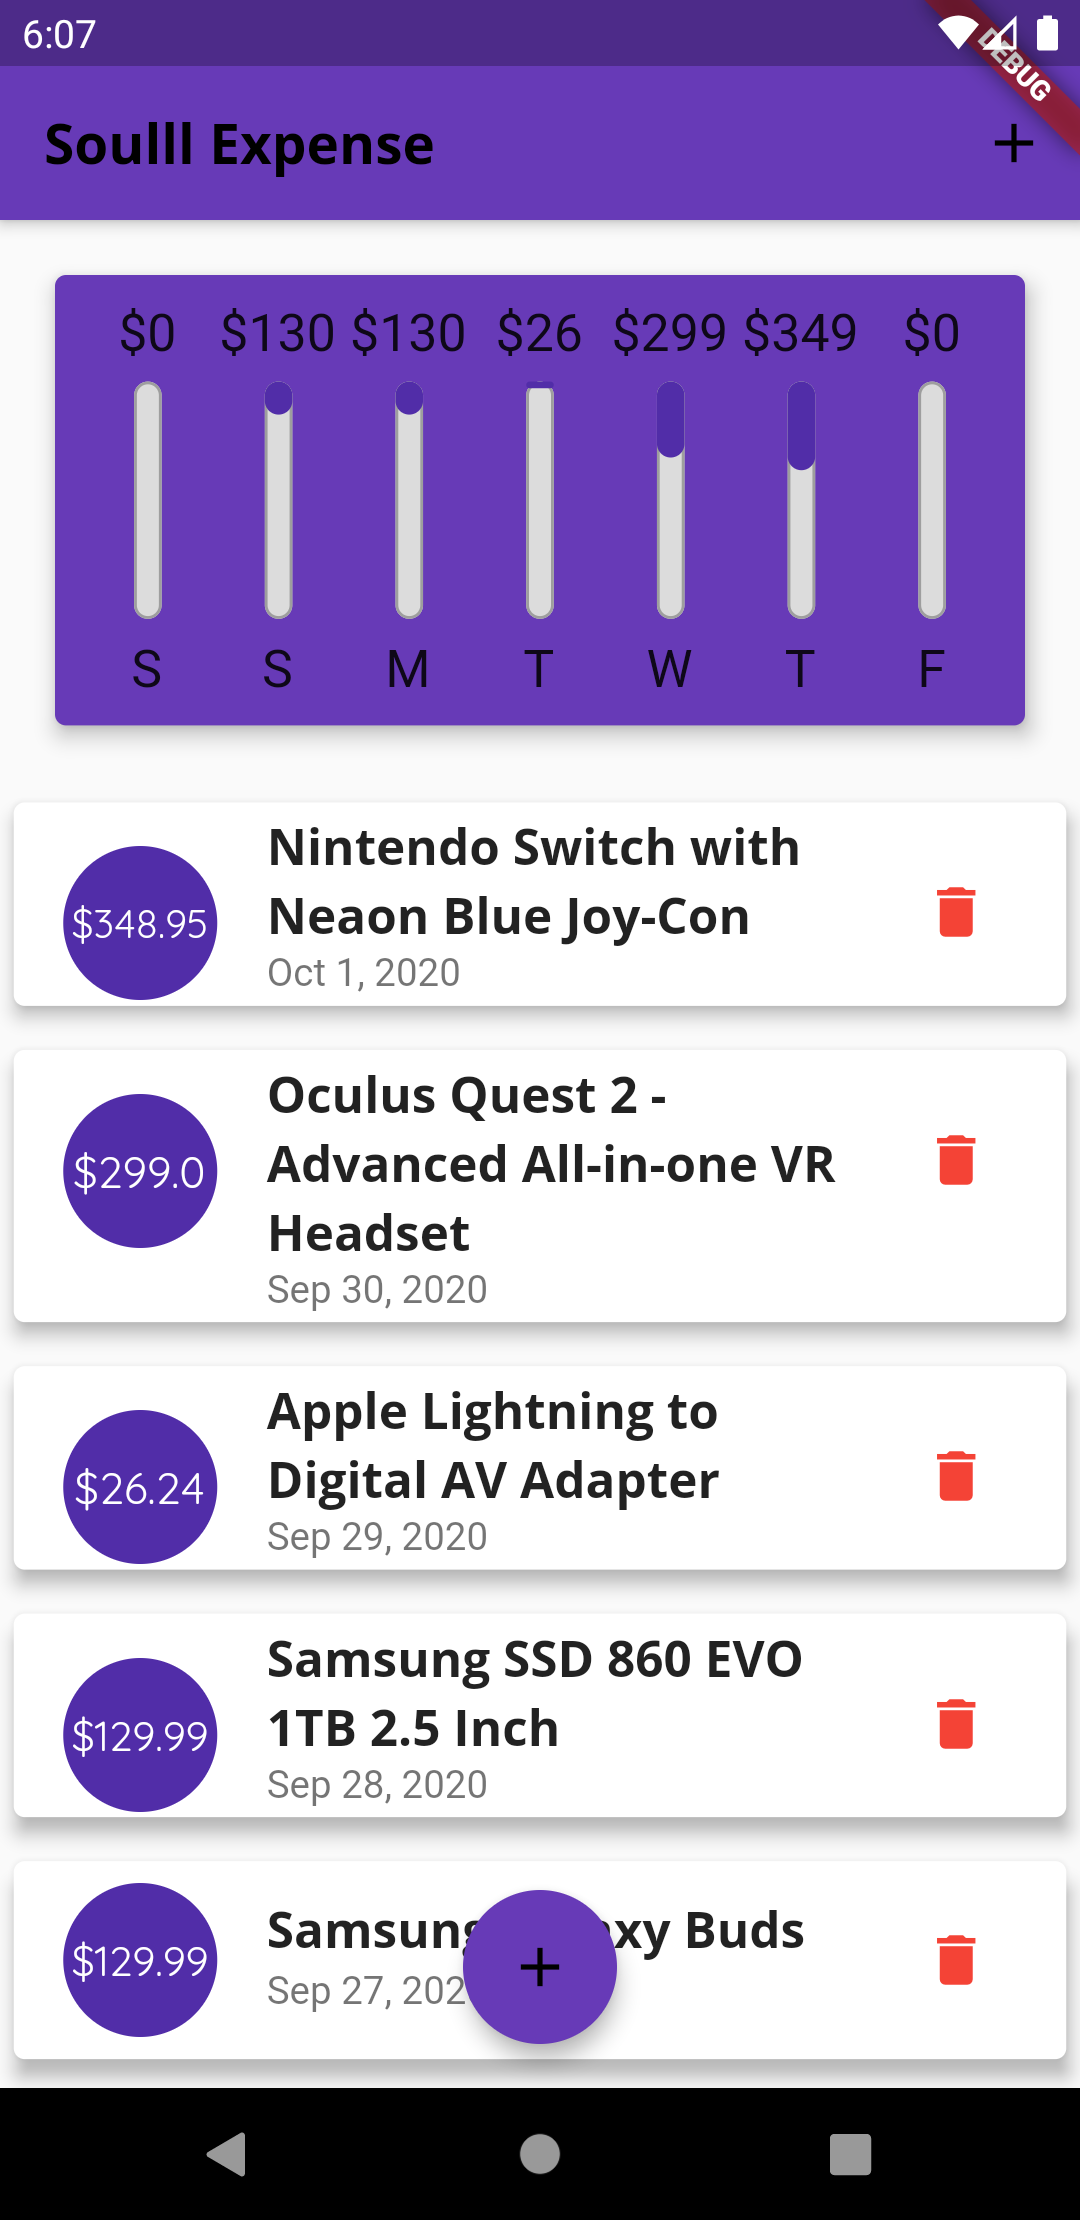 6:07
DEBUG
Soulll Expense
$0 $130 $130 $26 $299 $349 $0
S S M T W T F
Nintendo Switch with
Neaon Blue Joy-Con
$348.95
Oct 1, 2020
Oculus Quest 2 -
Advanced All-in-one VR
Headset
$299.0
Sep 30, 2020
Apple Lightning to
Digital AV Adapter
$26.24
Sep 29, 2020
Samsung SSD 860 EVO
1TB 2.5 Inch
$129.99
Sep 28, 2020
Samsung xy Buds
$129.99
Sep 27, 202